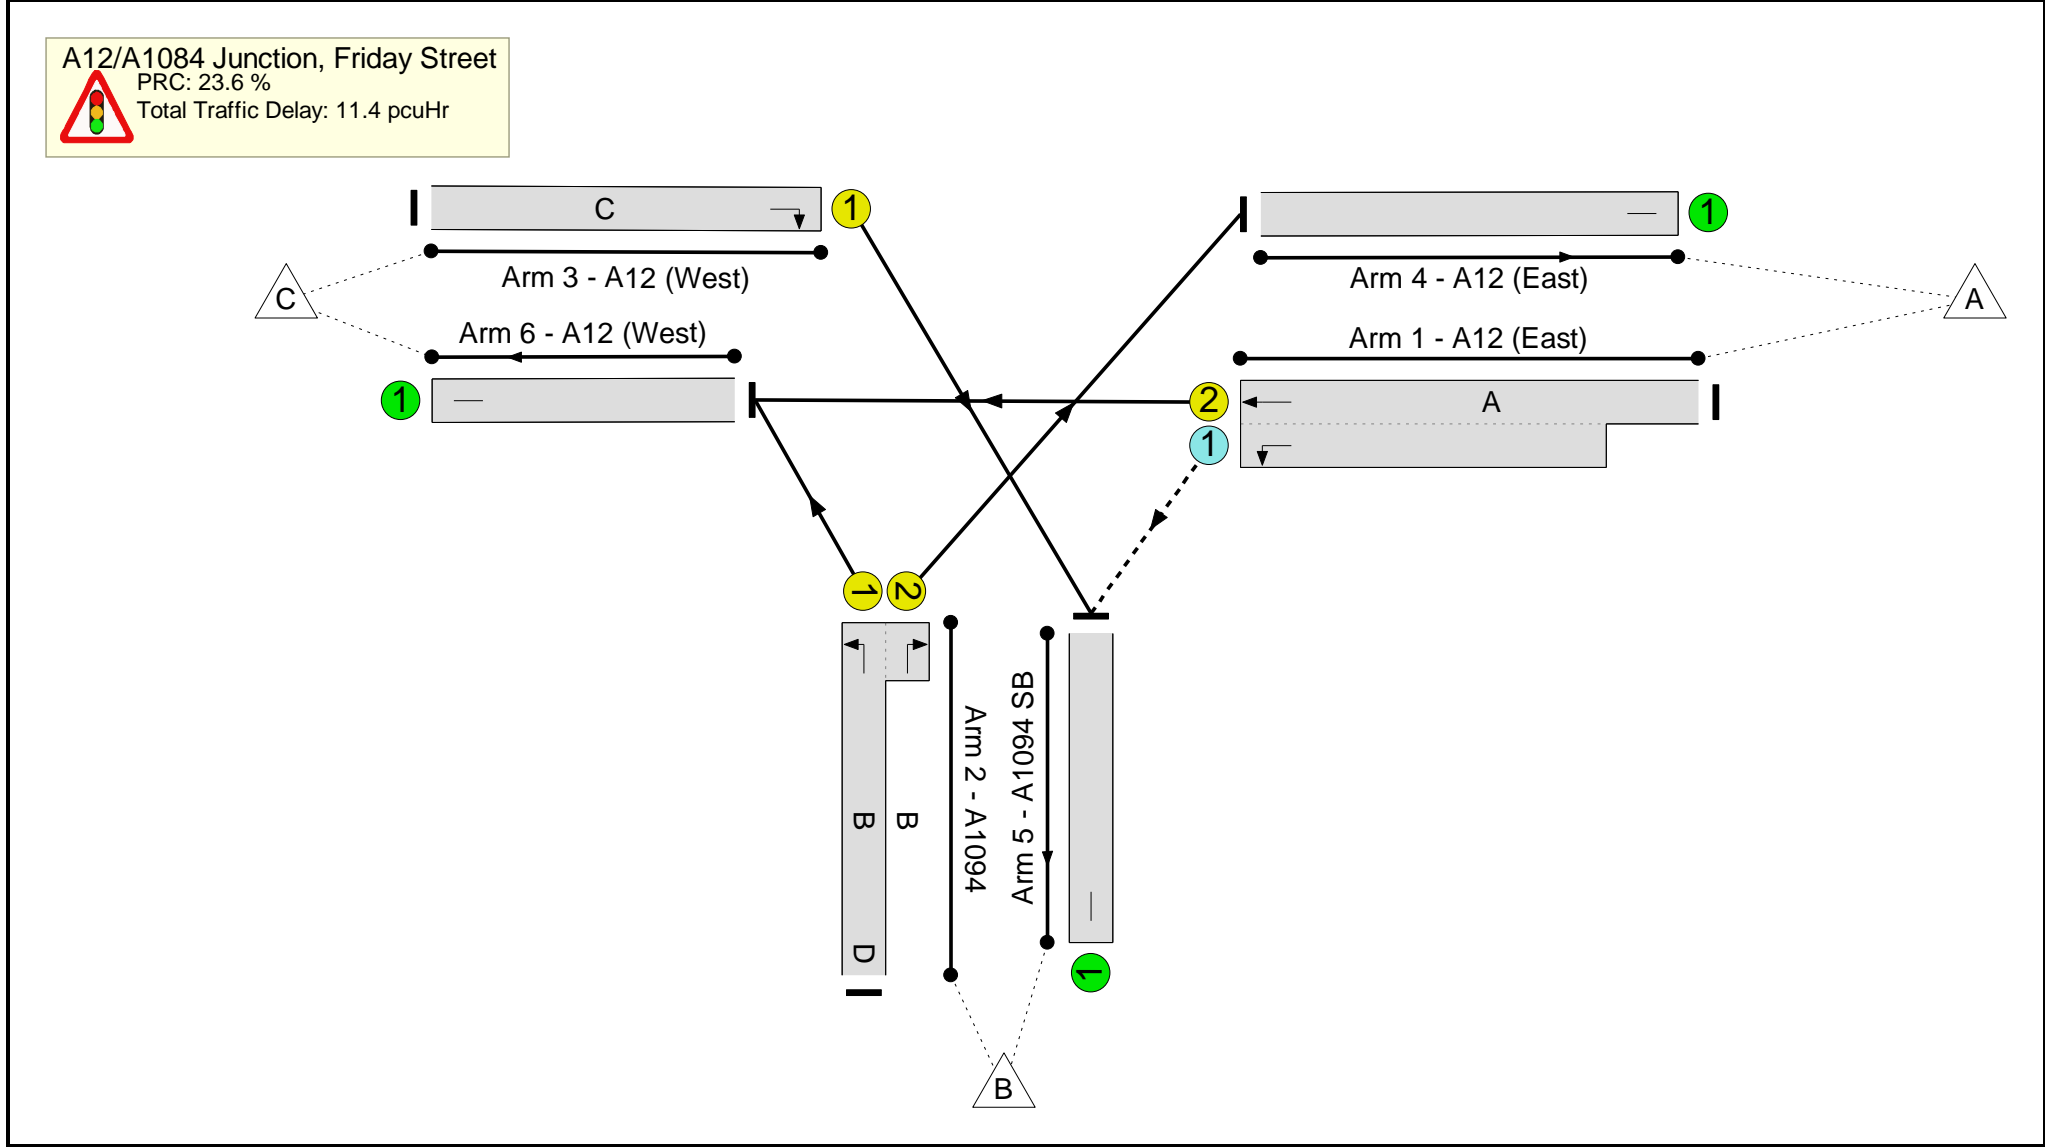 A12/A1084 Junction, Friday Street
PRC: 23.6 %
Total Traffic Delay: 11.4 pcuHr
C
1
1
Arm 3 - A12 (West)
Arm 4 - A12 (East)
C
A
Arm 6 - A12 (West)
Arm 1 - A12 (East)
1
2
A
1
1
2
Arm 2 - A1094
Arm 5 - A1094 SB
B
B
D
1
B